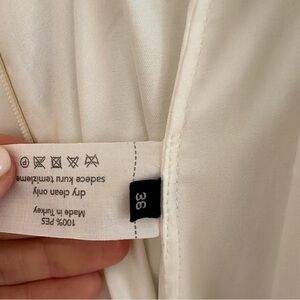 100% PES
Made in Turkey
dry clean only
sadece kuru temizleme
36